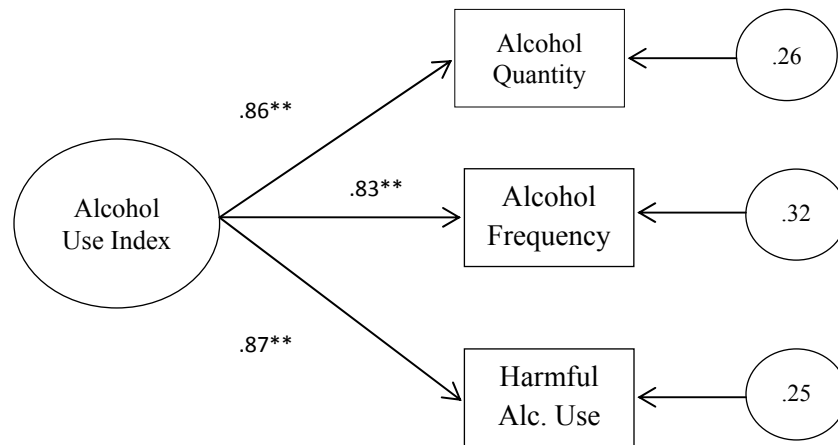 Alcohol
Quantity
.26
.86**
.83**
Alcohol
Use Index
Alcohol
Frequency
.32
.87**
Harmful
Alc. Use
.25